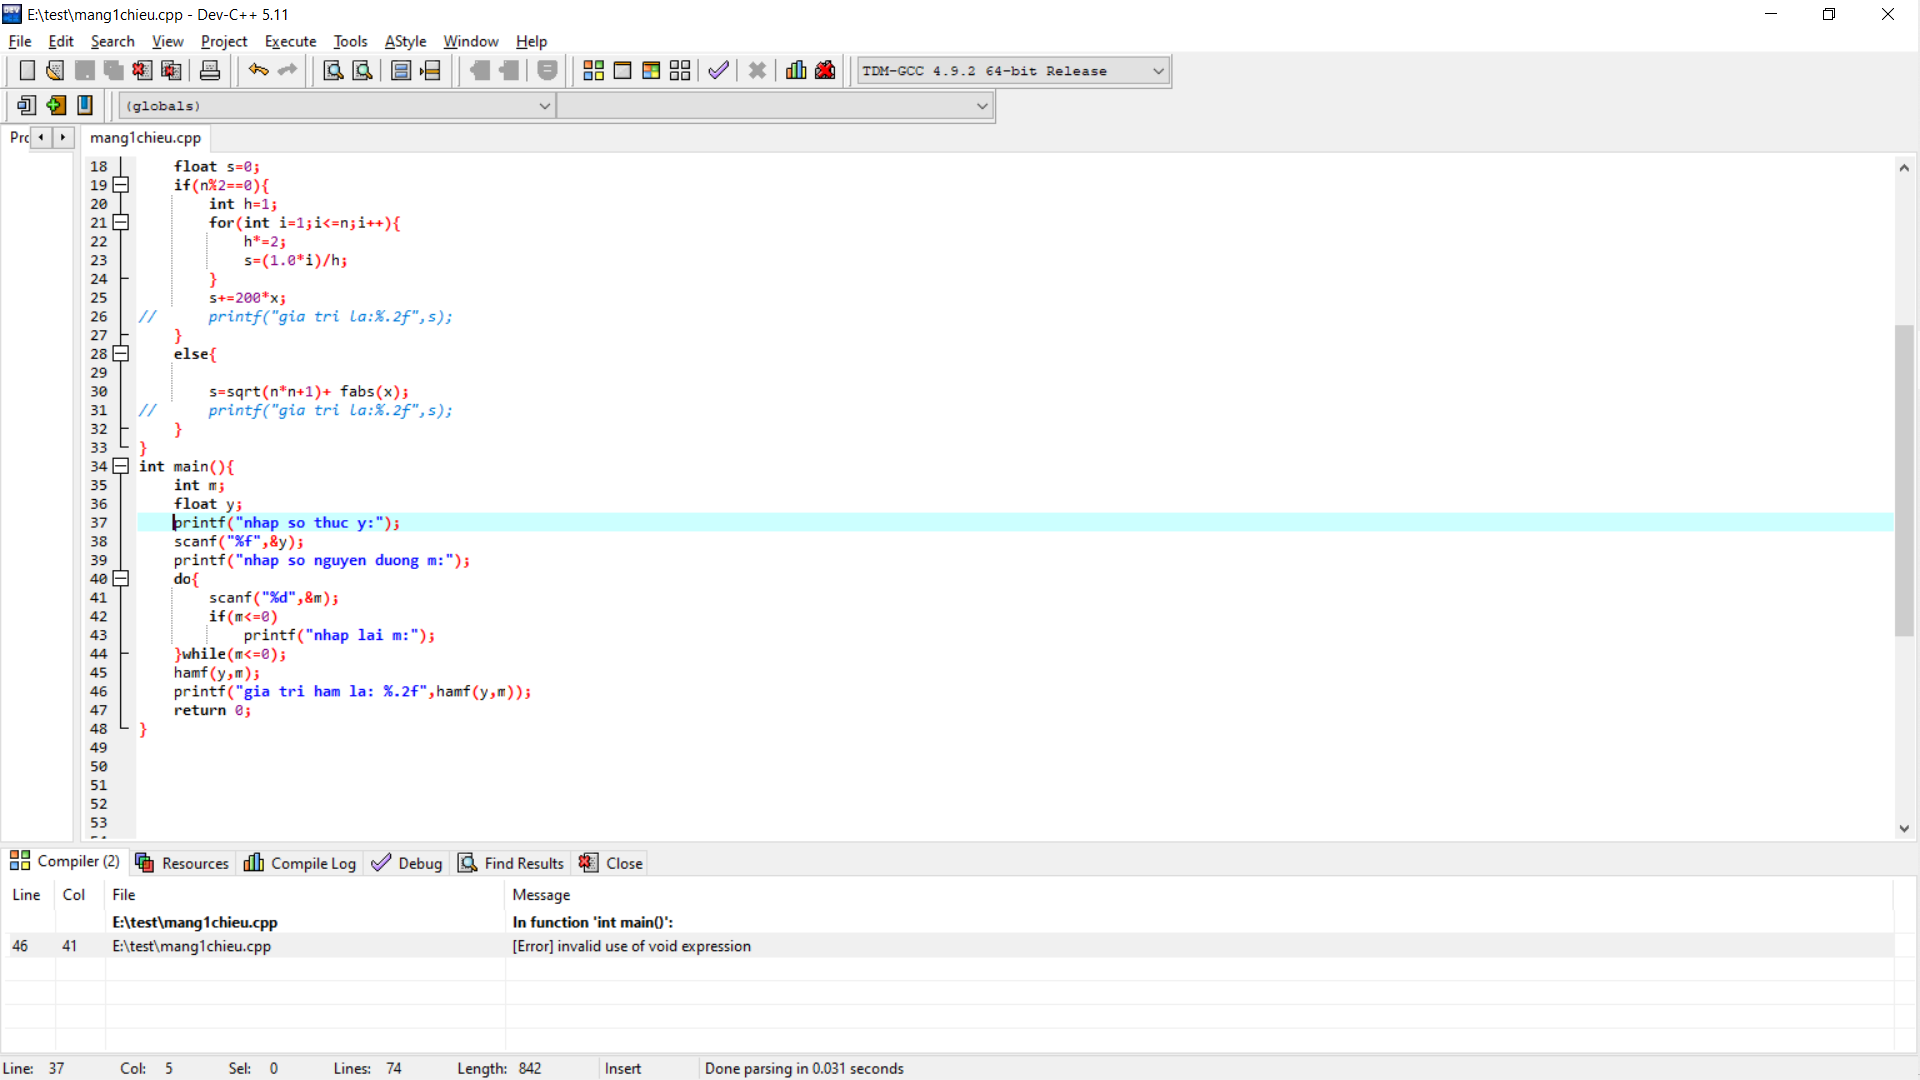 E:\test\mang1chieu.cpp - Dev-C++ 5.11
File Edit Search View Project Execute Tools AStyle Window Help
TDM-GCC 4.9.2 64-bit Release
(globals)
Prc mang1chieu.cpp
18 float s=0;
19 if(n%2==0){
20 int h=1;
21 for(int i=1;i<=n;i++){
22 h*=2;
23 s=(1.0*i)/h;
24 }
25 s+=200*x;
26 // printf("gia tri la:%.2f",s);
27 }
28 else{
29
30 s=sqrt(n*n+1)+ fabs(x);
31 // printf("gia tri la:%.2f",s);
32 }
33 }
34 int main(){
35 int m;
36 float y;
37 printf("nhap so thuc y:");
38 scanf("%f",&y);
39 printf("nhap so nguyen duong m:");
40 do{
41 scanf("%d",&m);
42 if(m<=0)
43 printf("nhap lai m:");
44 }while(m<=0);
45 hamf(y,m);
46 printf("gia tri ham la: %.2f",hamf(y,m));
47 return 0;
48 }
49
50
51
52
53
Compiler (2) Resources Compile Log Debug Find Results Close
Line Col File Message
E:\test\mang1chieu.cpp In function 'int main()':
46 41 E:\test\mang1chieu.cpp [Error] invalid use of void expression
Line: 37 Col: 5 Sel: 0 Lines: 74 Length: 842 Insert Done parsing in 0.031 seconds